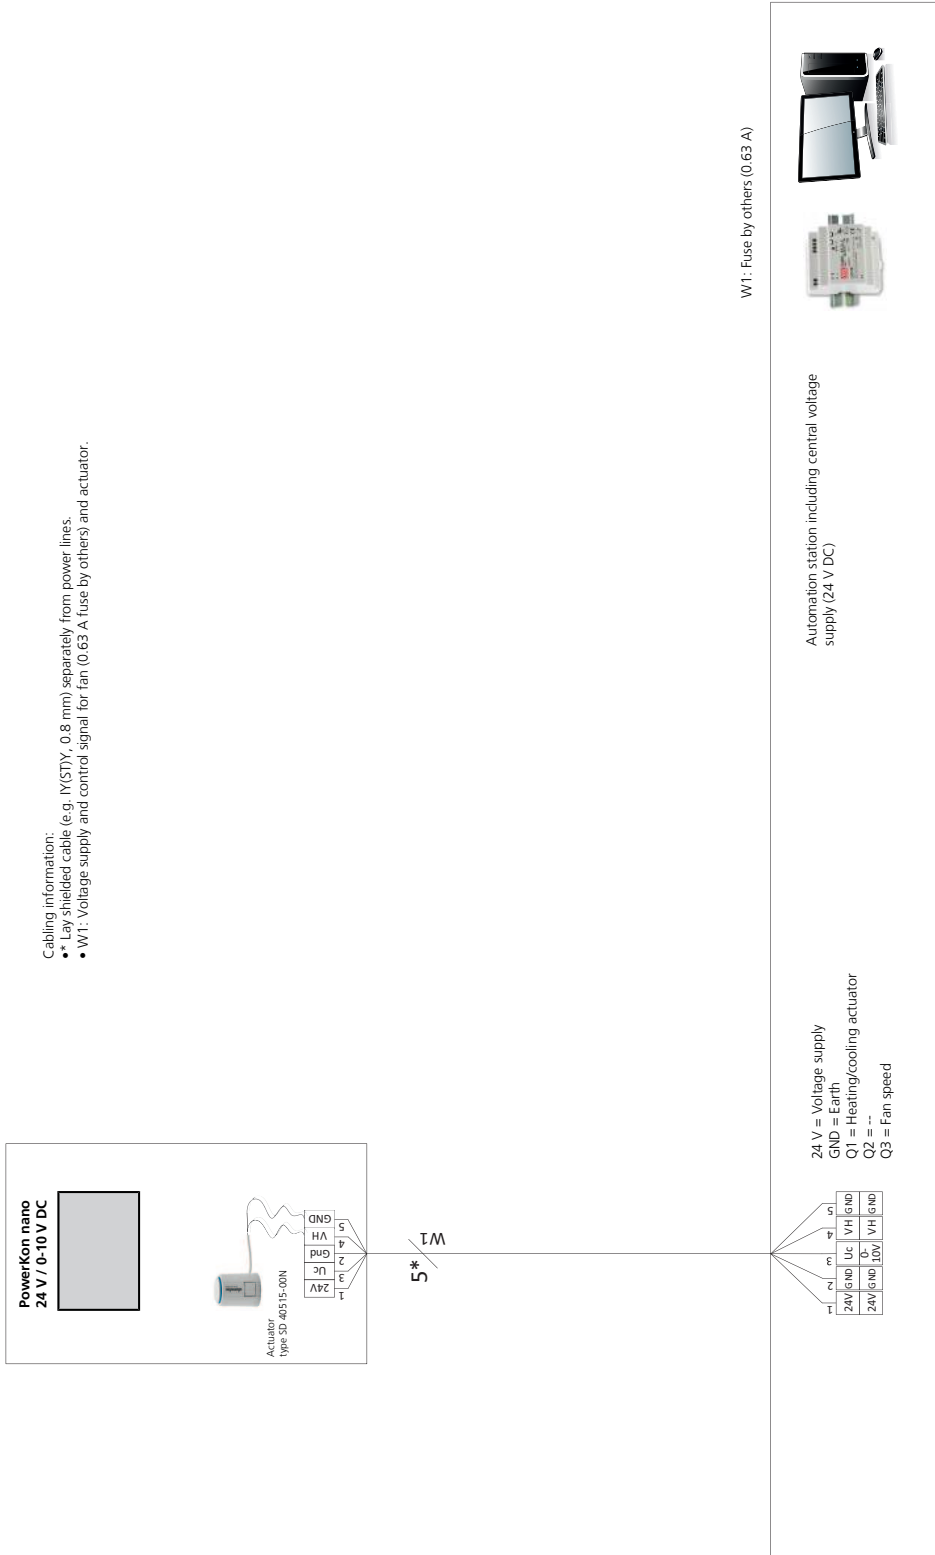 PowerKon nano
24 V / 0-10 V DC
Actuator
type SD 40515-00N
24V Uc Gnd VH GND
1 3 2 4 5
5*
W1
Cabling information:
•* Lay shielded cable (e.g. IY(ST)Y, 0.8 mm) separately from power lines.
• W1: Voltage supply and control signal for fan (0.63 A fuse by others) and actuator.
W1: Fuse by others (0.63 A)
1 2 3 4 5
24V GND Uc VH GND
24V GND 0-10V VH GND
24 V = Voltage supply
GND = Earth
Q1 = Heating/cooling actuator
Q2 = --
Q3 = Fan speed
Automation station including central voltage
supply (24 V DC)